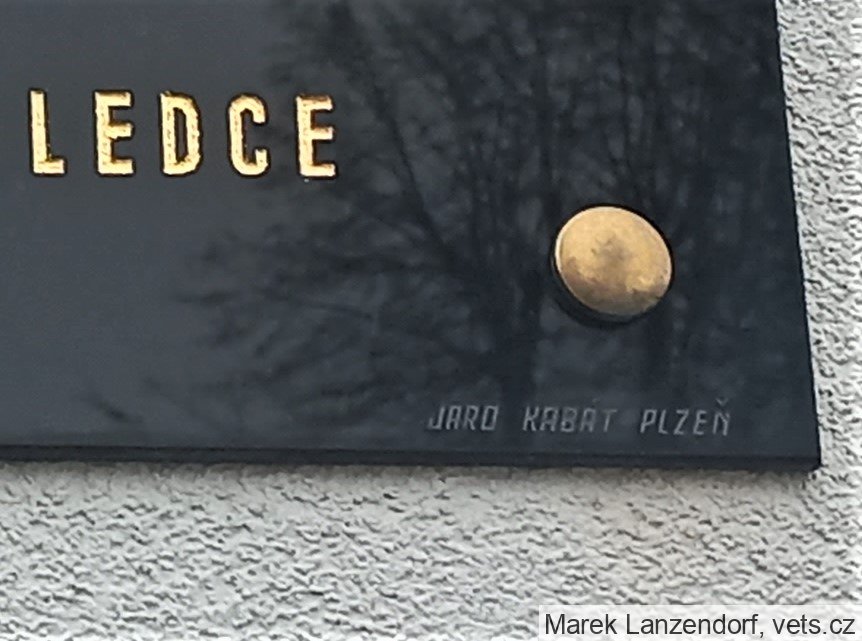 LEDCE
JARO KABÁT PLZEŇ
Marek Lanzendorf, vets.cz